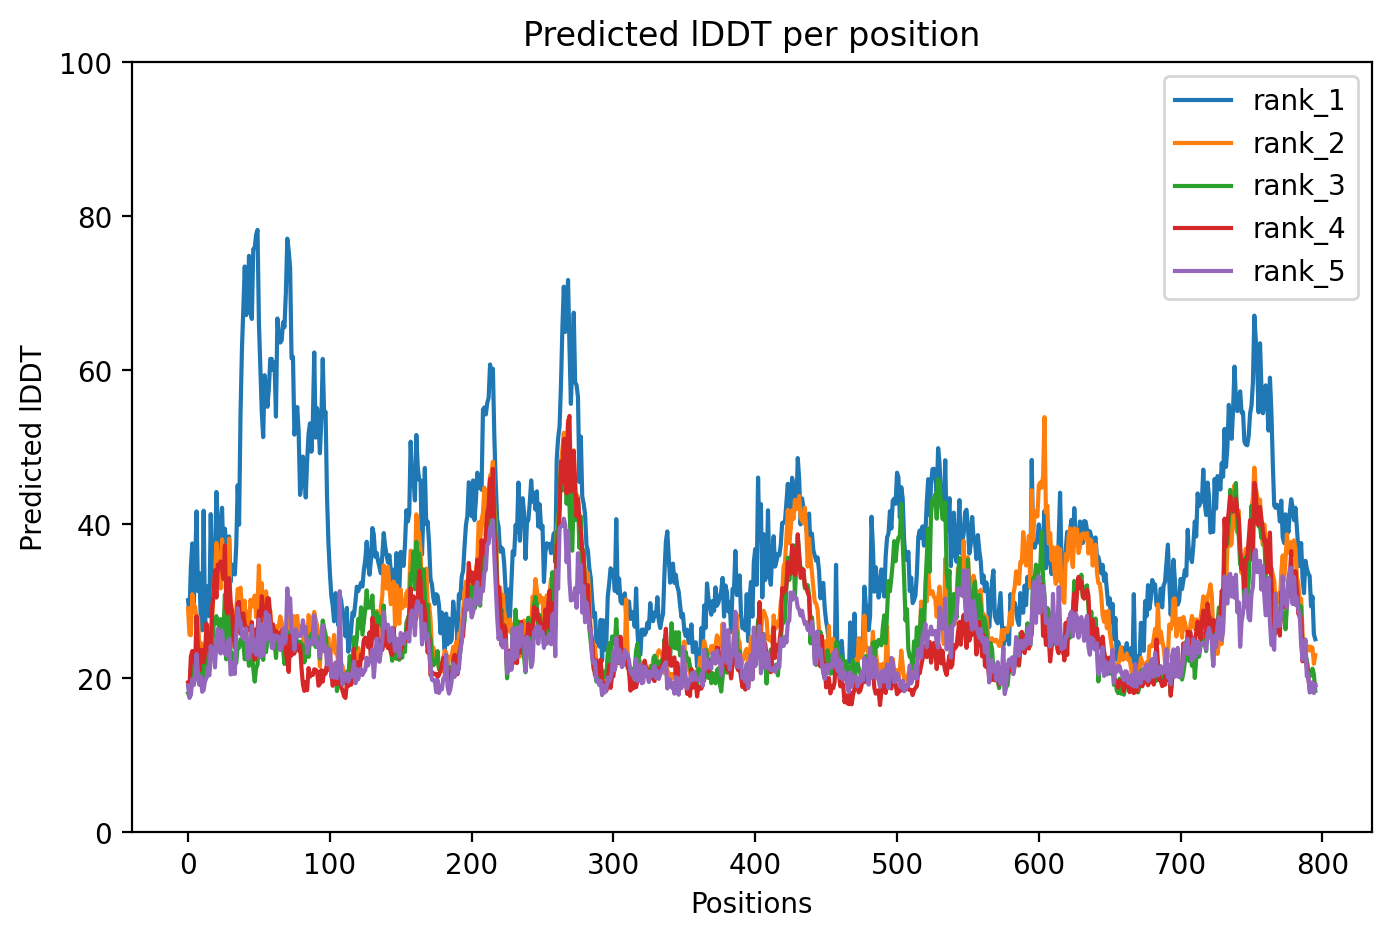 Predicted lDDT per position
100
80
60
40
20
0
Predicted lDDT
rank_1
rank_2
rank_3
rank_4
rank_5
0 100 200 300 400 500 600 700 800
Positions